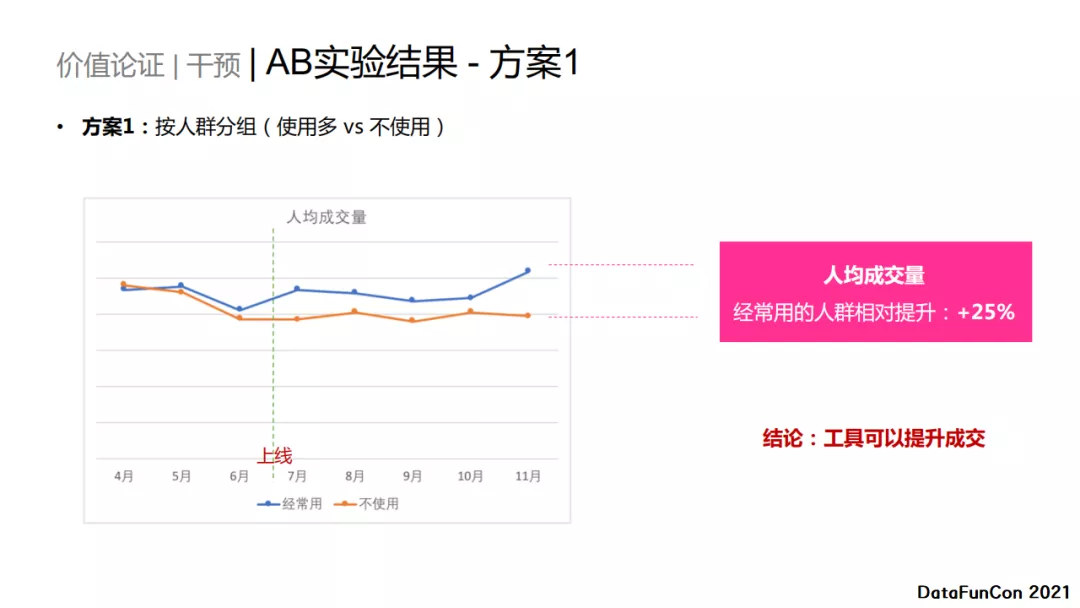 价值论证 | 干预 | AB实验结果 - 方案1
• 方案1：按人群分组（使用多 vs 不使用）
人均成交量
上线
4月 5月 6月 7月 8月 9月 10月 11月
经常用 不使用
人均成交量
经常用的人群相对提升：+25%
结论：工具可以提升成交
DataFunCon 2021